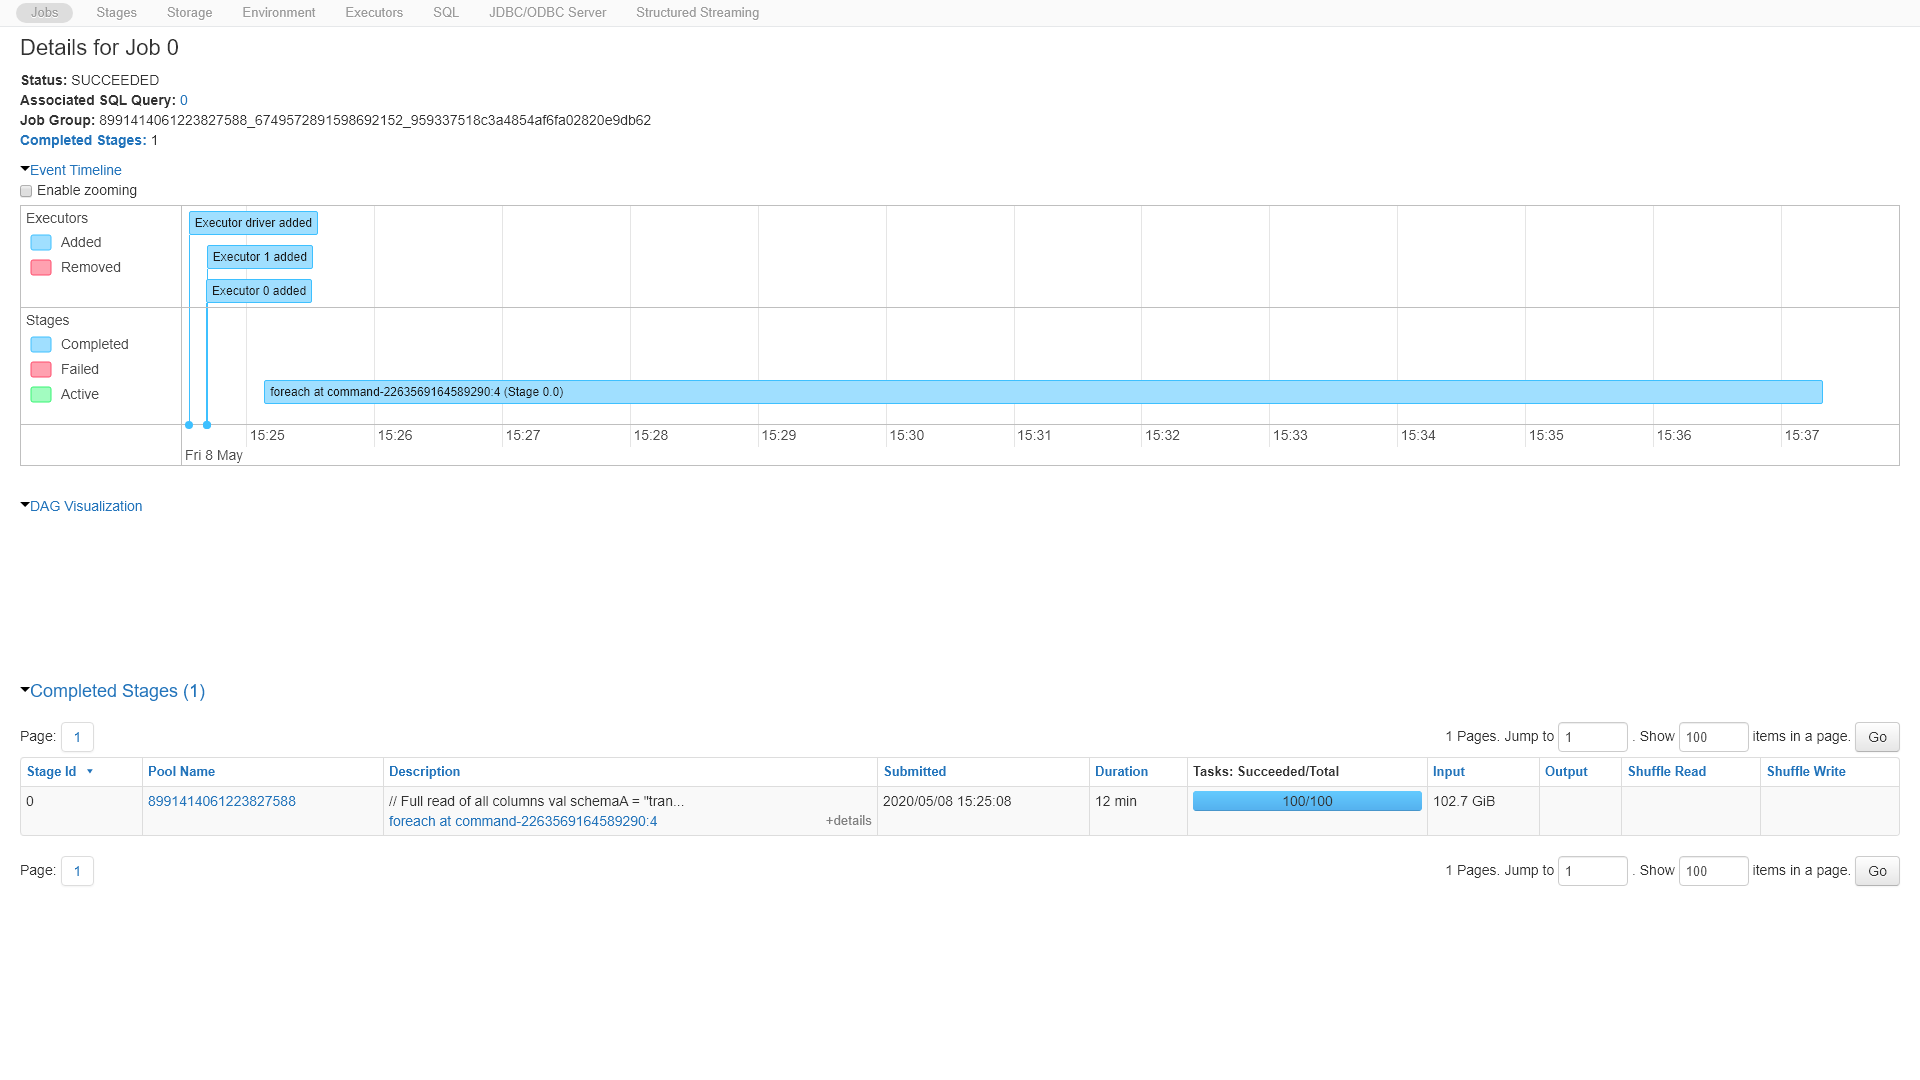 Jobs Stages Storage Environment Executors SQL JDBC/ODBC Server Structured Streaming
Details for Job 0
Status: SUCCEEDED
Associated SQL Query: 0
Job Group: 8991414061223827588_6749572891598692152_959337518c3a4854af6fa02820e9db62
Completed Stages: 1
Event Timeline
Enable zooming
Executors
Added
Removed
Executor driver added
Executor 1 added
Executor 0 added
Stages
Completed
Failed
Active
foreach at command-2263569164589290:4 (Stage 0.0)
15:25 15:26 15:27 15:28 15:29 15:30 15:31 15:32 15:33 15:34 15:35 15:36 15:37
Fri 8 May
DAG Visualization
Completed Stages (1)
Page: 1 1 Pages. Jump to 1 . Show 100 items in a page. Go
Stage Id Pool Name Description Submitted Duration Tasks: Succeeded/Total Input Output Shuffle Read Shuffle Write
0 8991414061223827588 // Full read of all columns val schemaA = "tran... 2020/05/08 15:25:08 12 min 100/100 102.7 GiB
foreach at command-2263569164589290:4 +details
Page: 1 1 Pages. Jump to 1 . Show 100 items in a page. Go